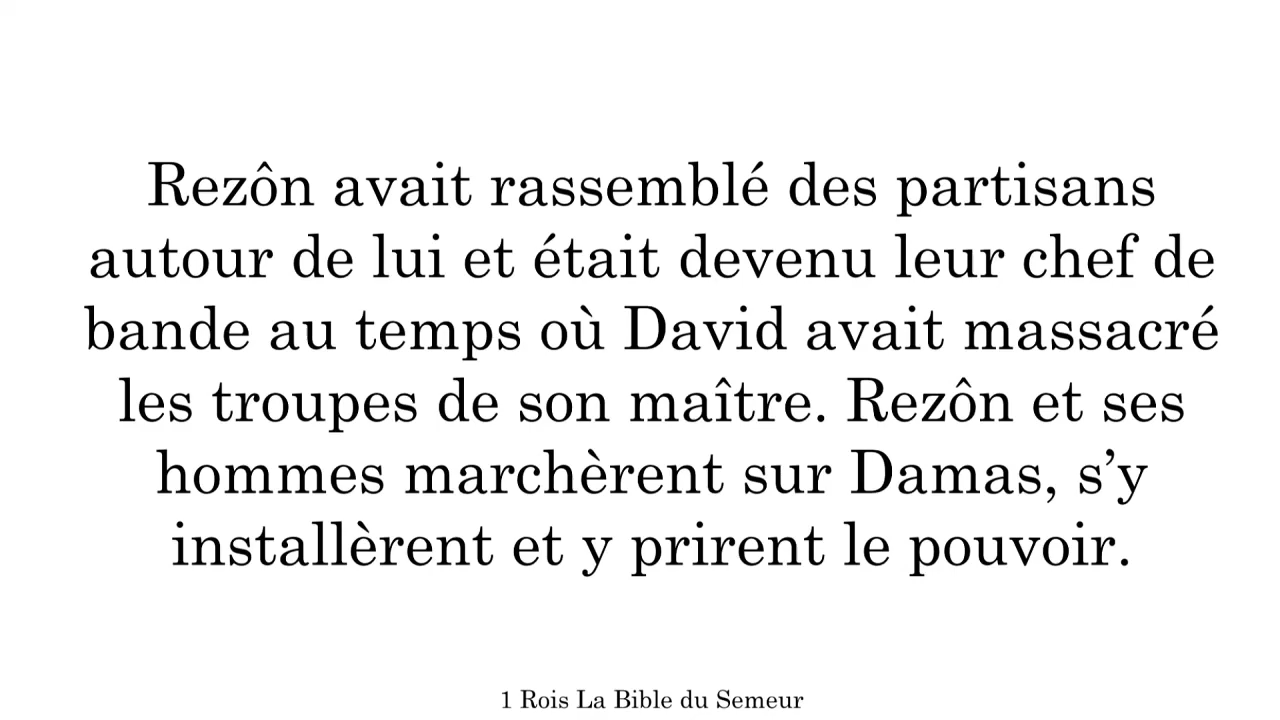 Rezôn avait rassemblé des partisans
autour de lui et était devenu leur chef de
bande au temps où David avait massacré
les troupes de son maître. Rezôn et ses
hommes marchèrent sur Damas, s’y
installèrent et y prirent le pouvoir.
1 Rois La Bible du Semeur